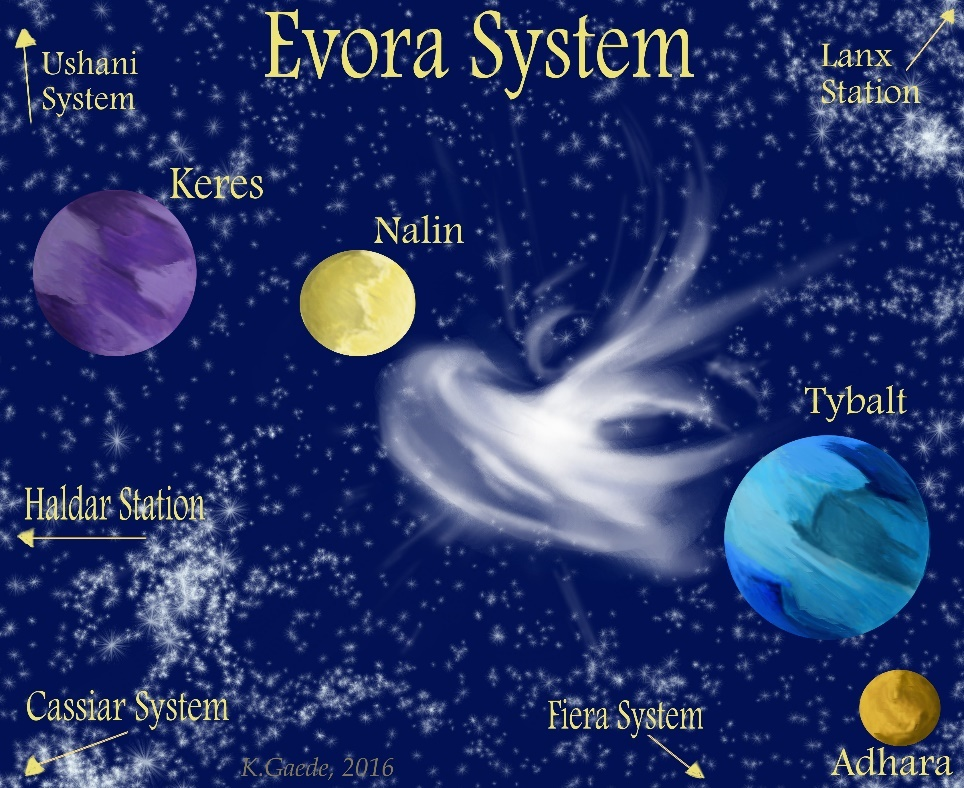 Evora System
Ushani
System
Lanx
Station
Keres
Nalin
Tybalt
Haldar Station
Cassiar System
Fiera System
Adhara
K.Gaede, 2016